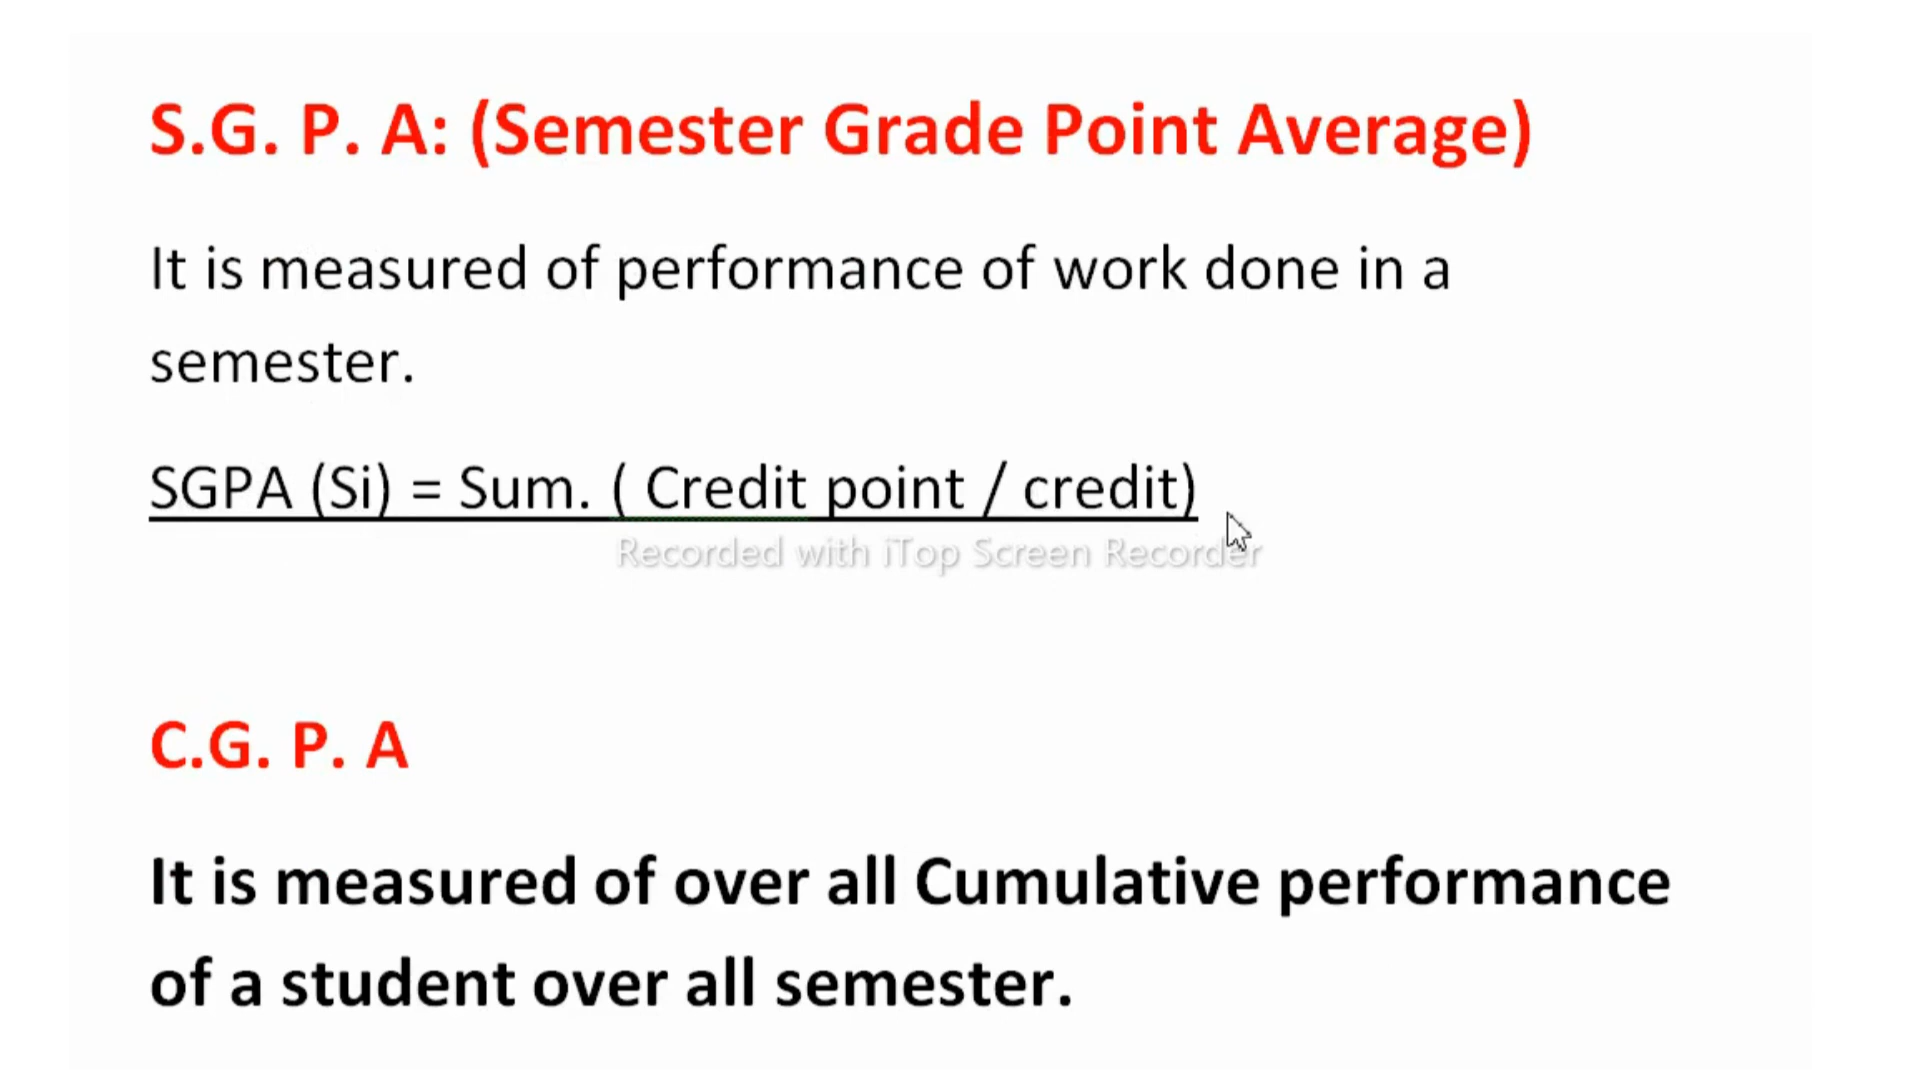 S.G. P. A: (Semester Grade Point Average)
It is measured of performance of work done in a
semester.
SGPA (Si) = Sum. ( Credit point / credit)
Recorded with iTop Screen Recorder
C.G. P. A
It is measured of over all Cumulative performance
of a student over all semester.